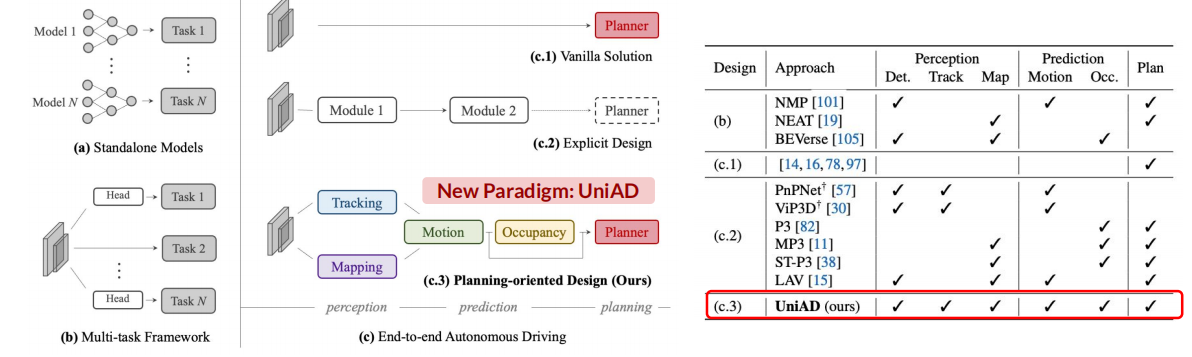 Model 1
Task 1
Model N
Task N
(a) Standalone Models
Head
Task 1
Task 2
Head
Task N
(b) Multi-task Framework
Planner
(c.1) Vanilla Solution
Module 1
Module 2
Planner
(c.2) Explicit Design
New Paradigm: UniAD
Tracking
Motion
Occupancy
Planner
Mapping
(c.3) Planning-oriented Design (Ours)
perception
prediction
planning
(c) End-to-end Autonomous Driving
Design Approach Perception Prediction Plan
Det. Track Map Motion Occ.
(b) NMP [101] ✓ ✓ ✓
NEAT [19] ✓ ✓
BEVerse [105] ✓ ✓ ✓
(c.1) [14, 16, 78, 97] ✓
(c.2) PnPNet† [57] ✓ ✓ ✓
ViP3D† [30] ✓ ✓ ✓
P3 [82] ✓ ✓
MP3 [11] ✓ ✓ ✓
ST-P3 [38] ✓ ✓ ✓
LAV [15] ✓ ✓ ✓ ✓
(c.3) UniAD (ours) ✓ ✓ ✓ ✓ ✓ ✓